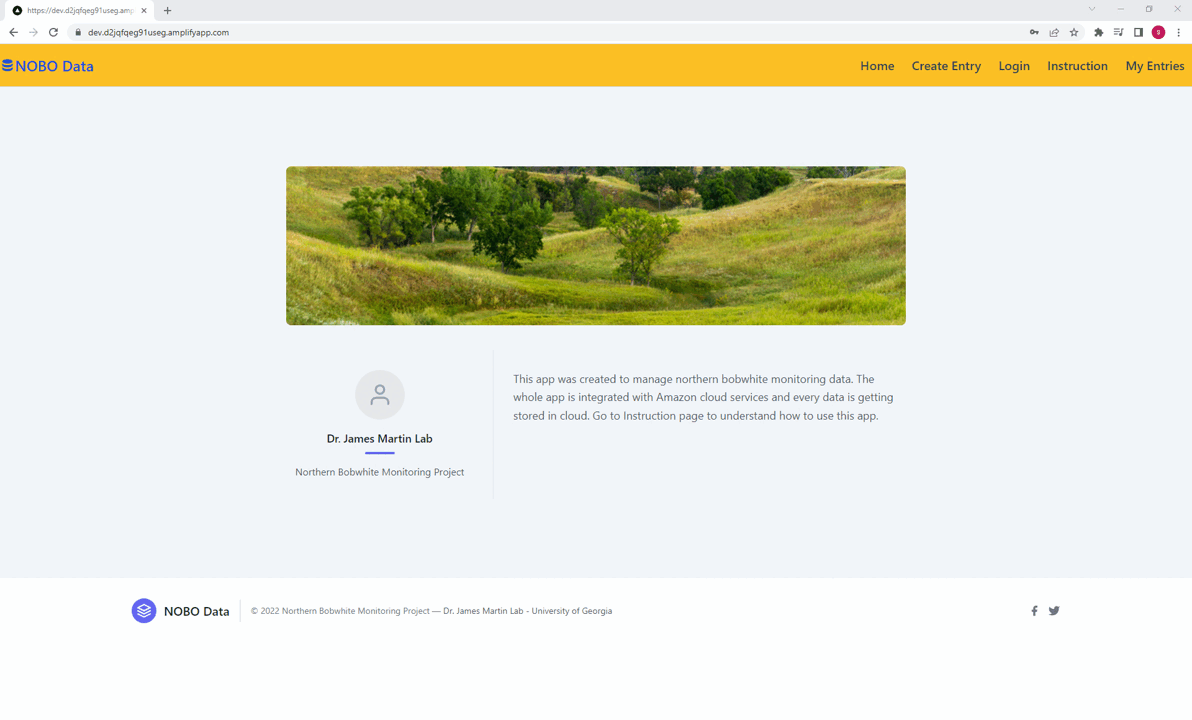 https://dev.d2jqfqeg91useg.amp
dev.d2jqfqeg91useg.amplifyapp.com
9
NOBO Data
Home Create Entry Login Instruction My Entries
Dr. James Martin Lab
Northern Bobwhite Monitoring Project
This app was created to manage northern bobwhite monitoring data. The
whole app is integrated with Amazon cloud services and every data is getting
stored in cloud. Go to Instruction page to understand how to use this app.
NOBO Data
© 2022 Northern Bobwhite Monitoring Project — Dr. James Martin Lab - University of Georgia